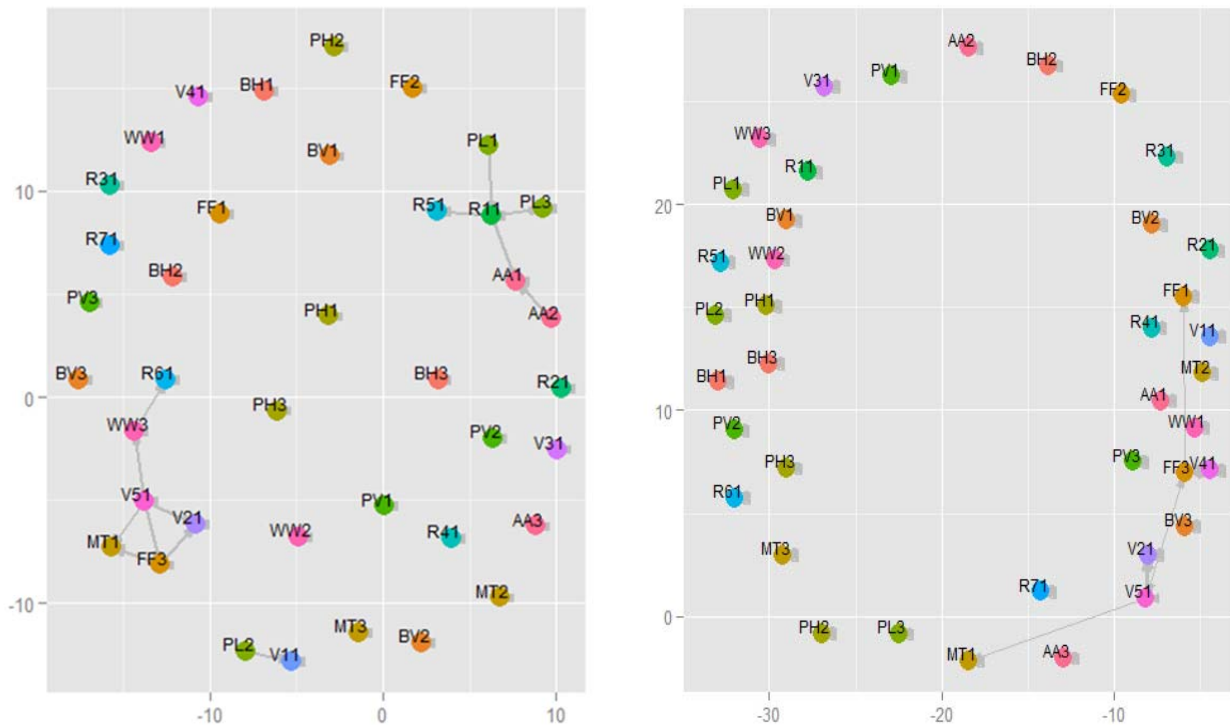 PH2
FF2
V41
BH1
WW1
BV1
PL1
R31
FF1
R51
R11
PL3
R71
BH2
AA1
PV3
PH1
AA2
BV3
R61
BH3
R21
PH3
WW3
PV2
V31
V51
PV1
V21
MT1
WW2
R41
AA3
FF3
MT2
MT3
BV2
PL2
V11
10
0
-10
-10
0
10
AA2
BH2
PV1
V31
FF2
WW3
R11
R31
PL1
BV1
BV2
R51
WW2
R21
PL2
PH1
FF1
R41
V11
BH3
BH1
MT2
AA1
PV2
WW1
PH3
PV3
FF3
V41
R61
BV3
MT3
V21
R71
V51
PH2
PL3
MT1
AA3
20
10
0
-30
-20
-10